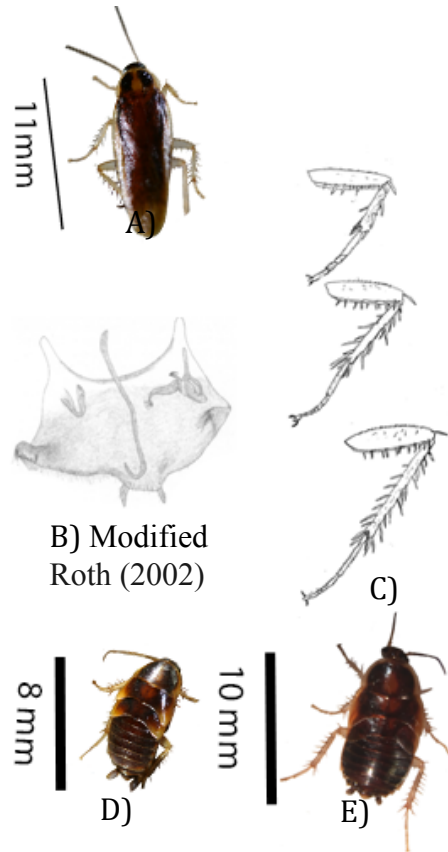 11mm
A)
B) Modified
Roth (2002)
C)
8 mm
D)
10 mm
E)